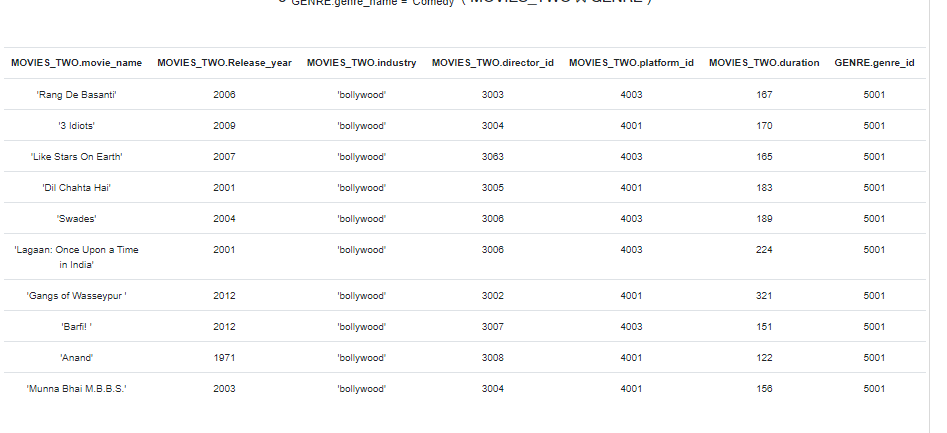 GENRE.genre_name = 'Comedy' ( MOVIES_TWO ⋈ GENRE )
MOVIES_TWO.movie_name MOVIES_TWO.Release_year MOVIES_TWO.industry MOVIES_TWO.director_id MOVIES_TWO.platform_id MOVIES_TWO.duration GENRE.genre_id
'Rang De Basanti' 2006 'bollywood' 3003 4003 167 5001
'3 Idiots' 2009 'bollywood' 3004 4001 170 5001
'Like Stars On Earth' 2007 'bollywood' 3063 4003 165 5001
'Dil Chahta Hai' 2001 'bollywood' 3005 4001 183 5001
'Swades' 2004 'bollywood' 3006 4003 189 5001
'Lagaan: Once Upon a Time
in India' 2001 'bollywood' 3006 4003 224 5001
'Gangs of Wasseypur ' 2012 'bollywood' 3002 4001 321 5001
'Barfi! ' 2012 'bollywood' 3007 4003 151 5001
'Anand' 1971 'bollywood' 3008 4001 122 5001
'Munna Bhai M.B.B.S.' 2003 'bollywood' 3004 4001 156 5001